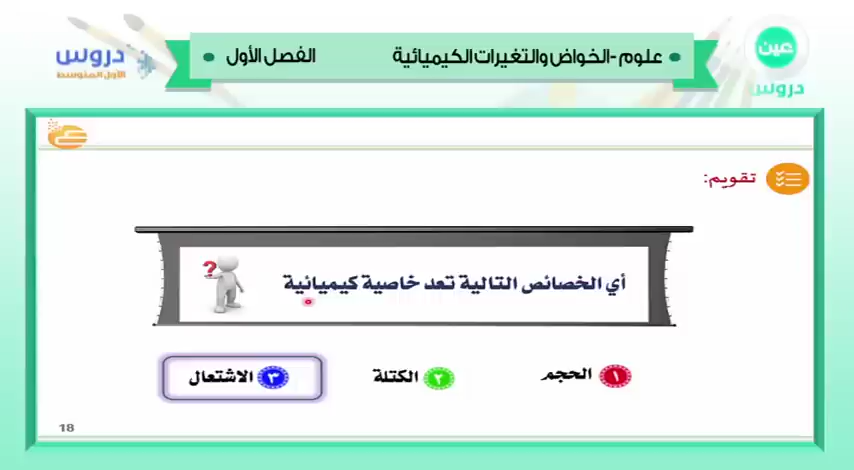 علوم - الخواض والتغيرات الكيميائية
الفصل الأول
عين
دروس
دروس
الأول المتوسط
تقويم:
أي الخصائص التالية تعد خاصية كيميائية
?
١ الحجم
٢ الكتلة
٣ الاشتعال
18